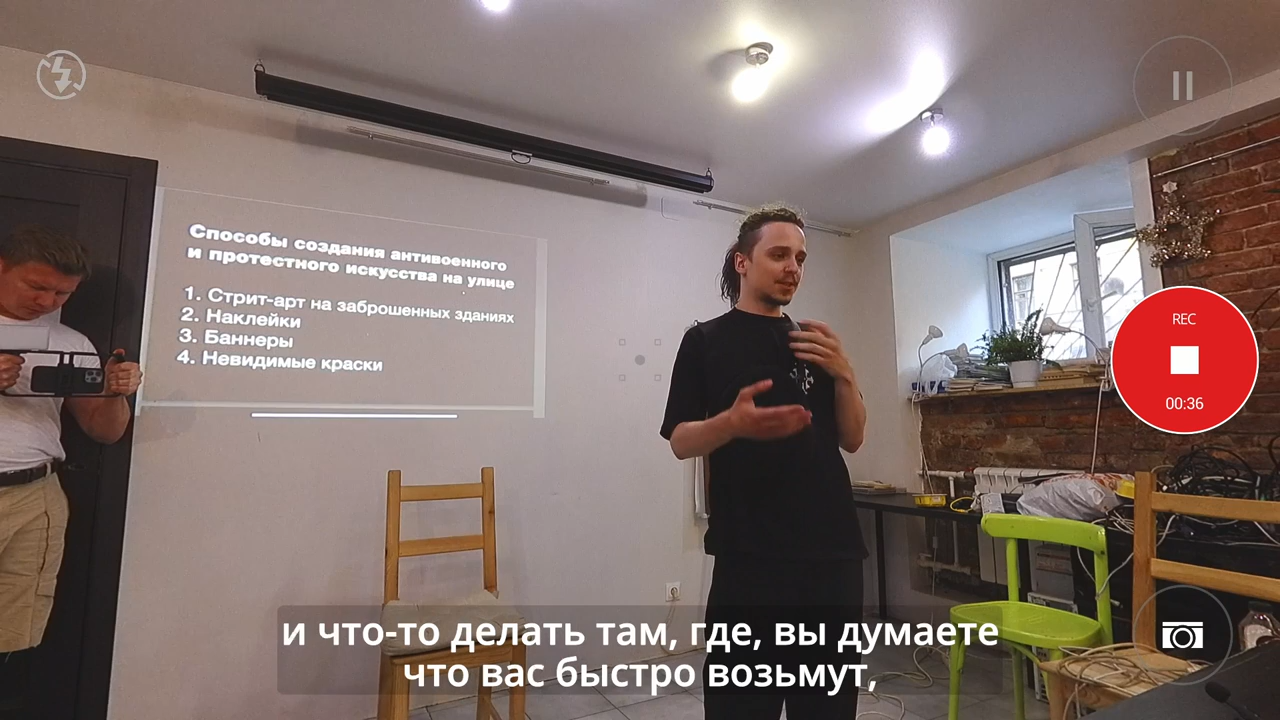 Способы создания антивоенного
и протестного искусства на улице
1. Стрит-арт на заброшенных зданиях
2. Наклейки
3. Баннеры
4. Невидимые краски
REC
00:36
и что-то делать там, где, вы думаете
что вас быстро возьмут,